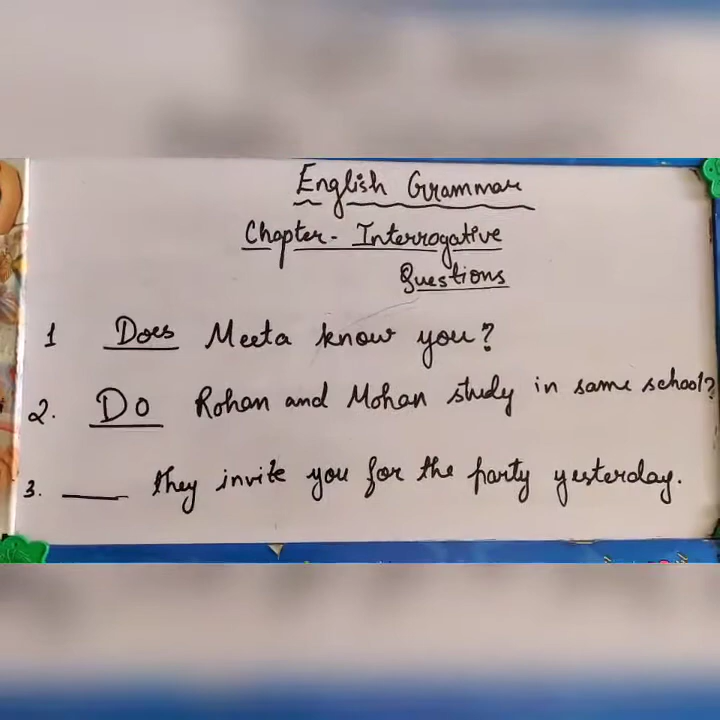 English Grammar
Chapter- Interrogative
Questions
1 Does Meeta know you?
2. Do Rohan and Mohan study in same school?
3. ____ they invite you for the party yesterday.